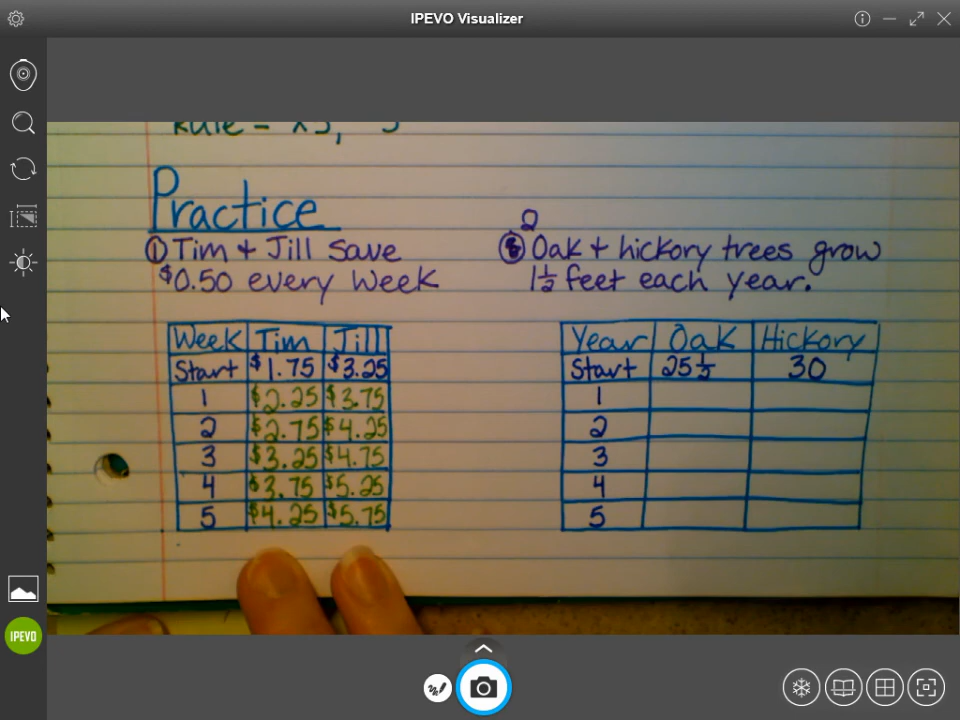 IPEVO Visualizer
Rule = x3,
Practice
① Tim + Jill save
$0.50 every week
Week Tim Jill
Start $1.75 $3.25
1 $2.25 $3.75
2 $2.75 $4.25
3 $3.25 $4.75
4 $3.75 $5.25
5 $4.25 $5.75
2
Oak + hickory trees grow
1½ feet each year.
Year Oak Hickory
Start 25½ 30
1
2
3
4
5
IPEVO